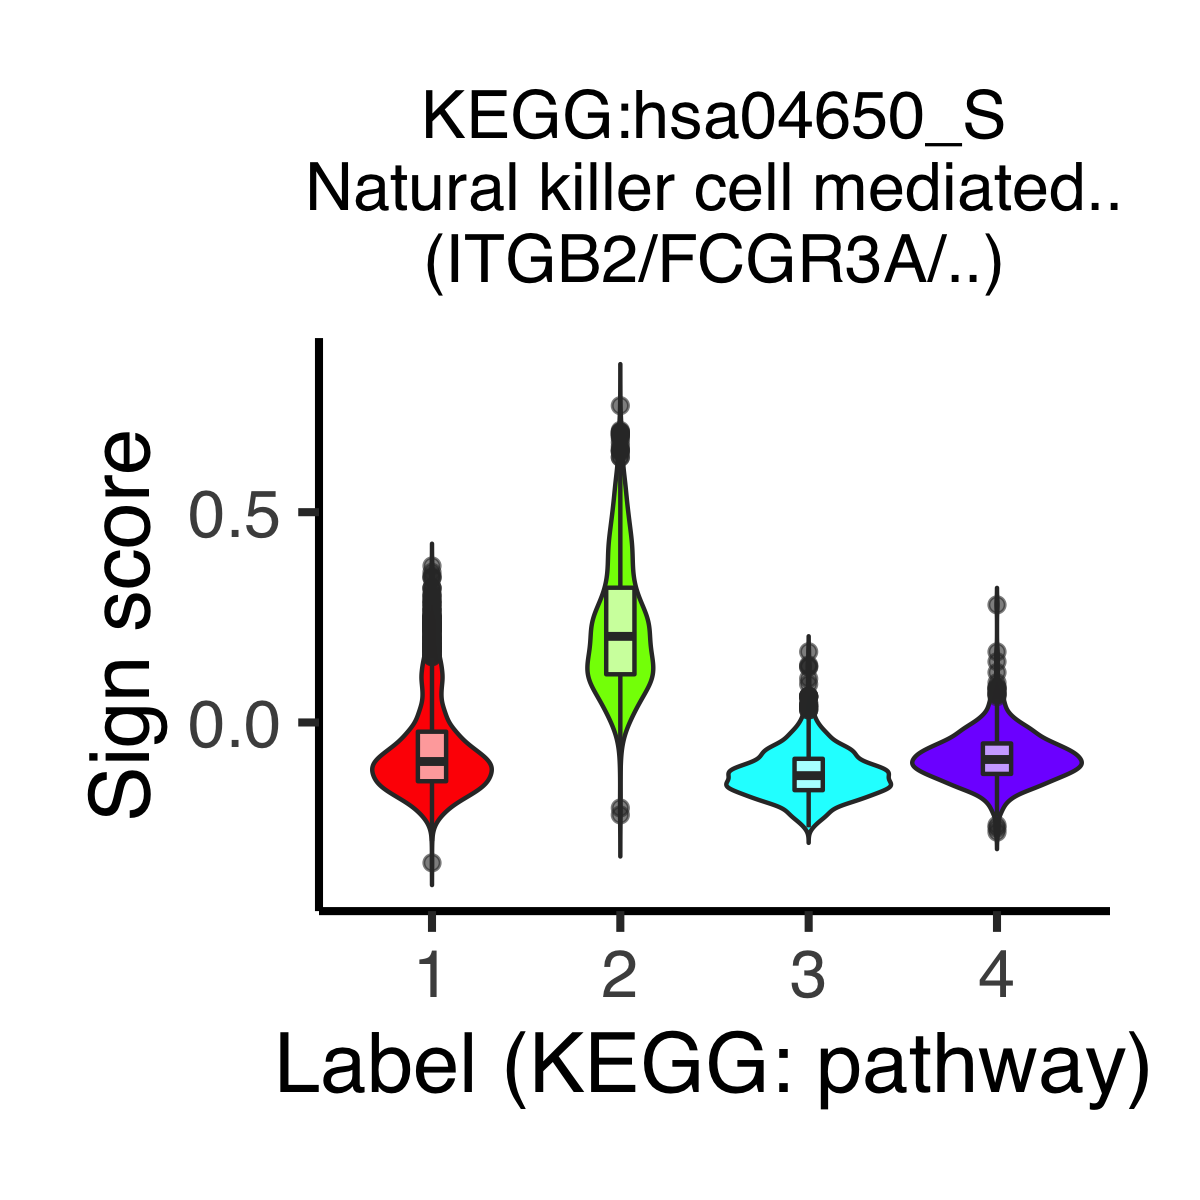 KEGG:hsa04650_S
Natural killer cell mediated..
(ITGB2/FCGR3A/..)
Sign score
0.5
0.0
1 2 3 4
Label (KEGG: pathway)